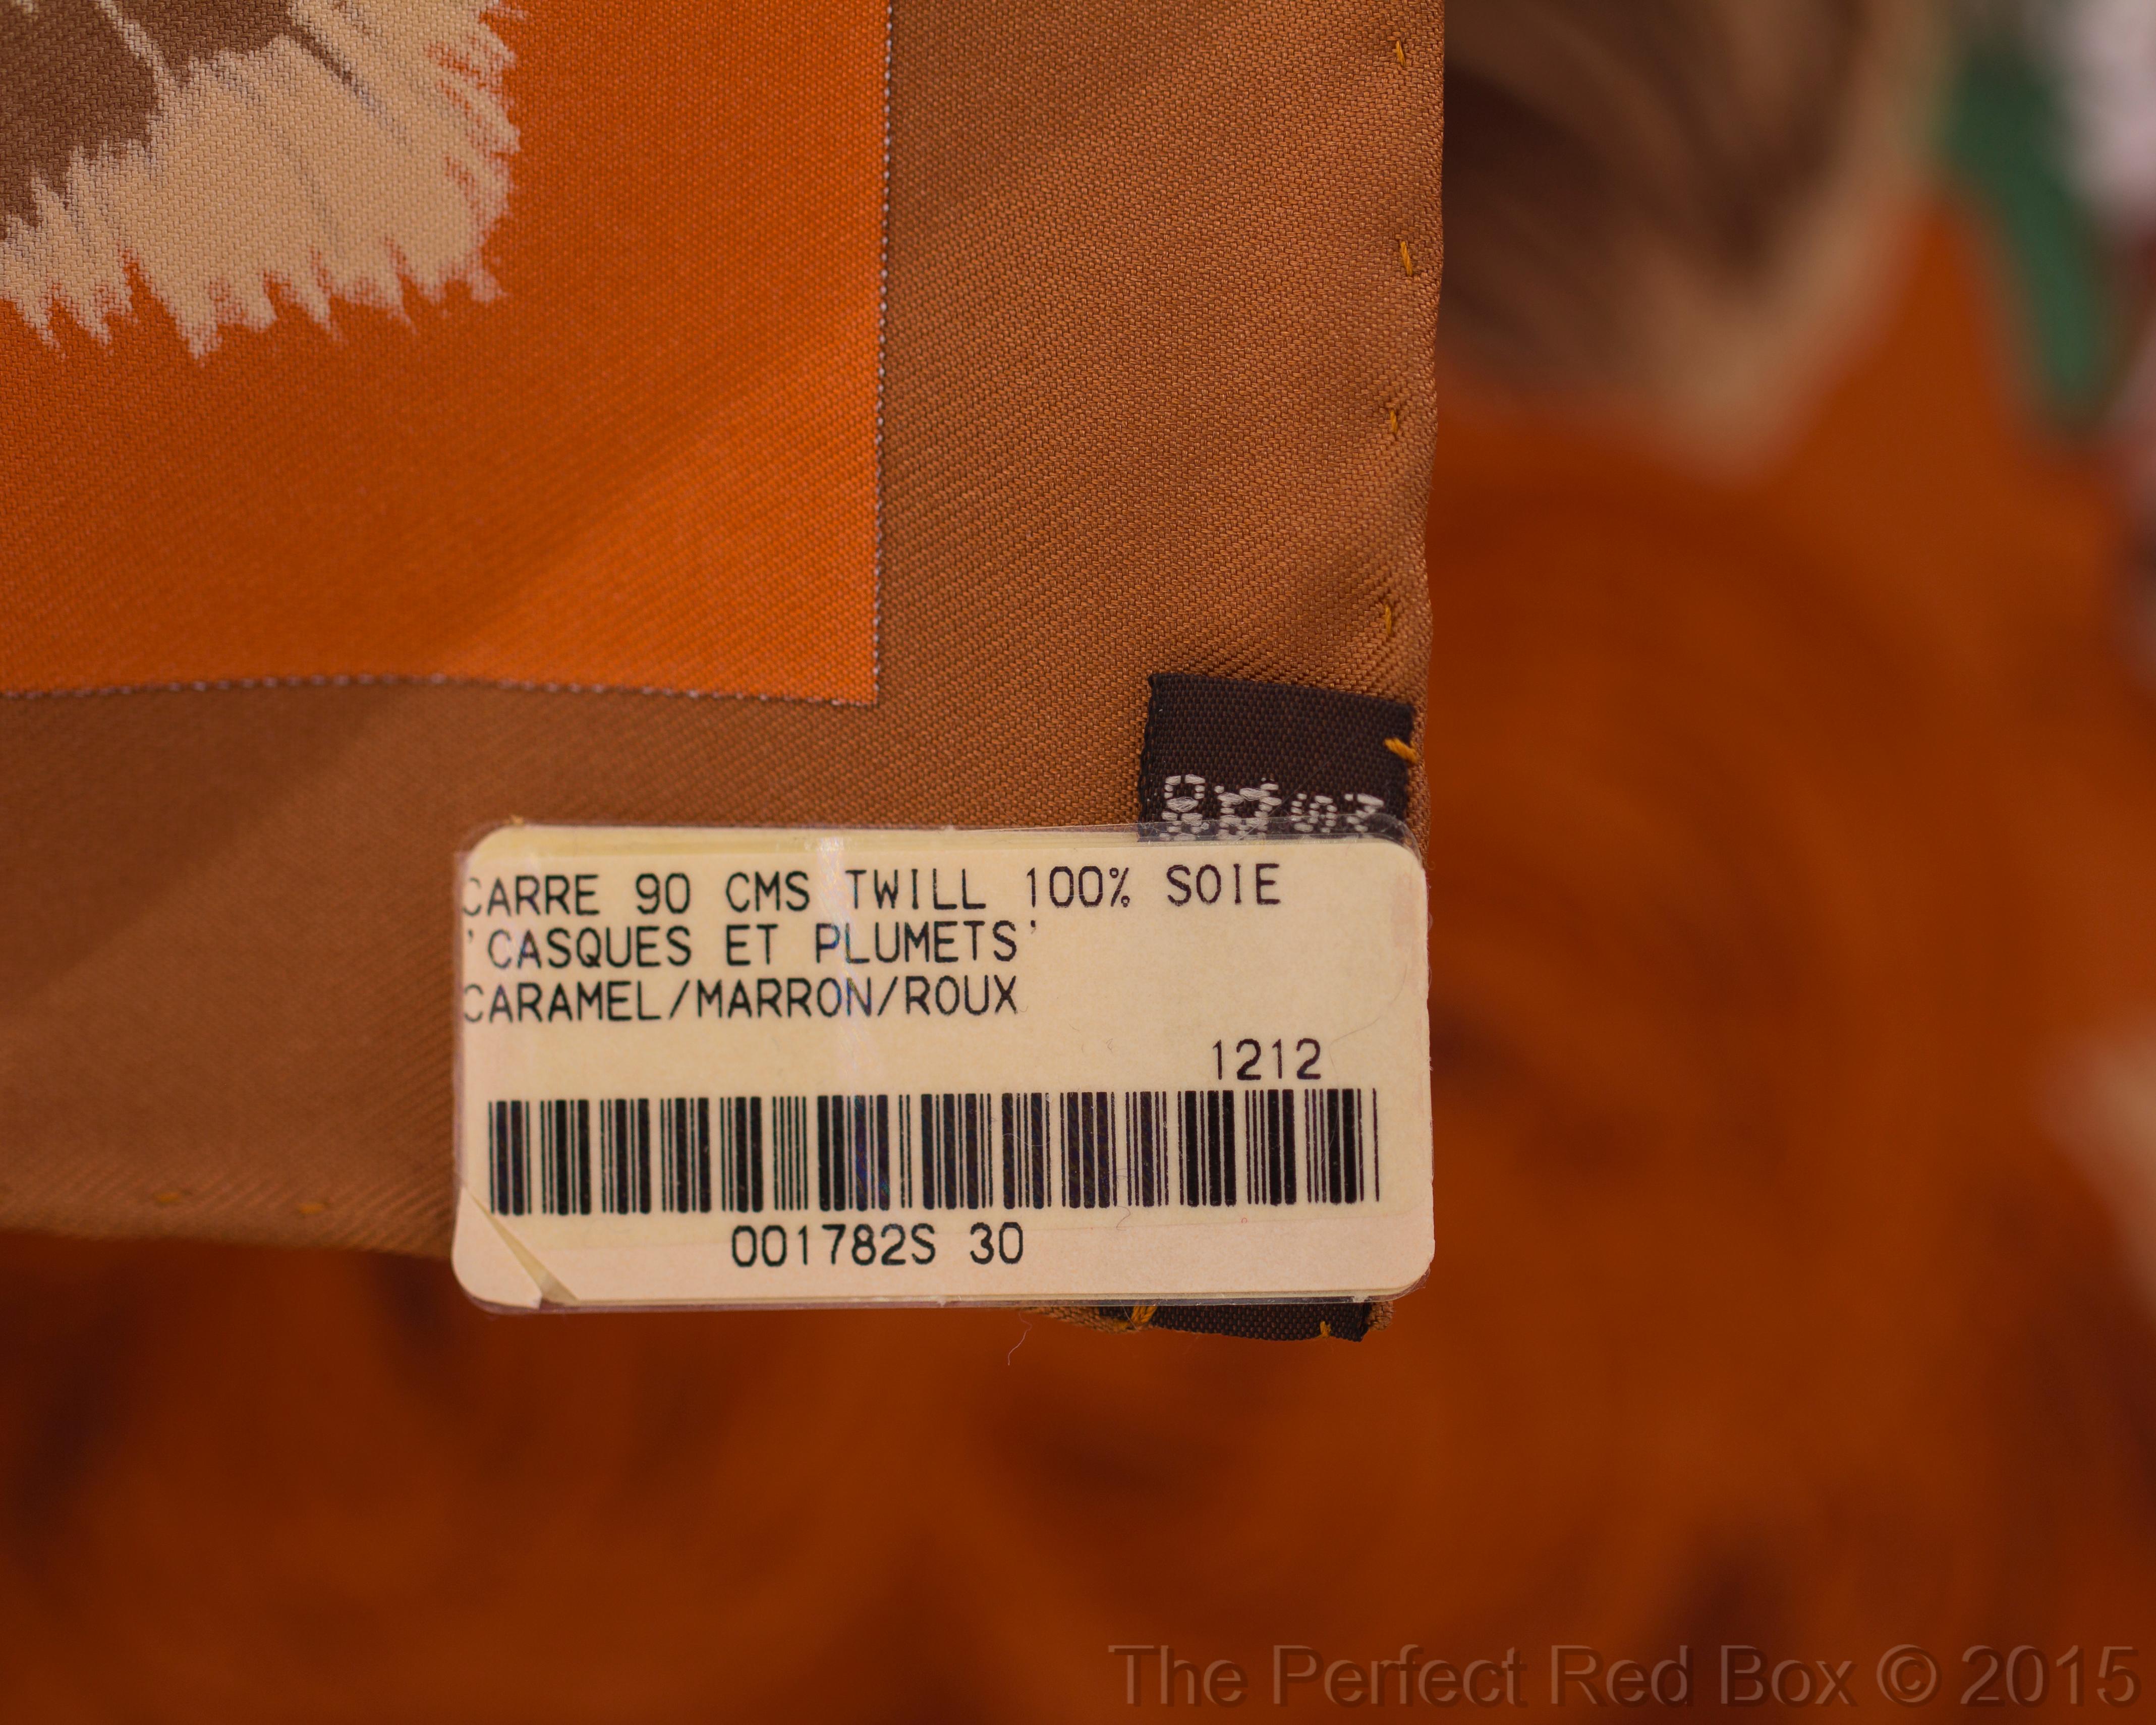 CARRE 90 CMS TWILL 100% SOIE
'CASQUES ET PLUMETS'
CARAMEL/MARRON/ROUX
1212
001782S 30
The Perfect Red Box © 2015